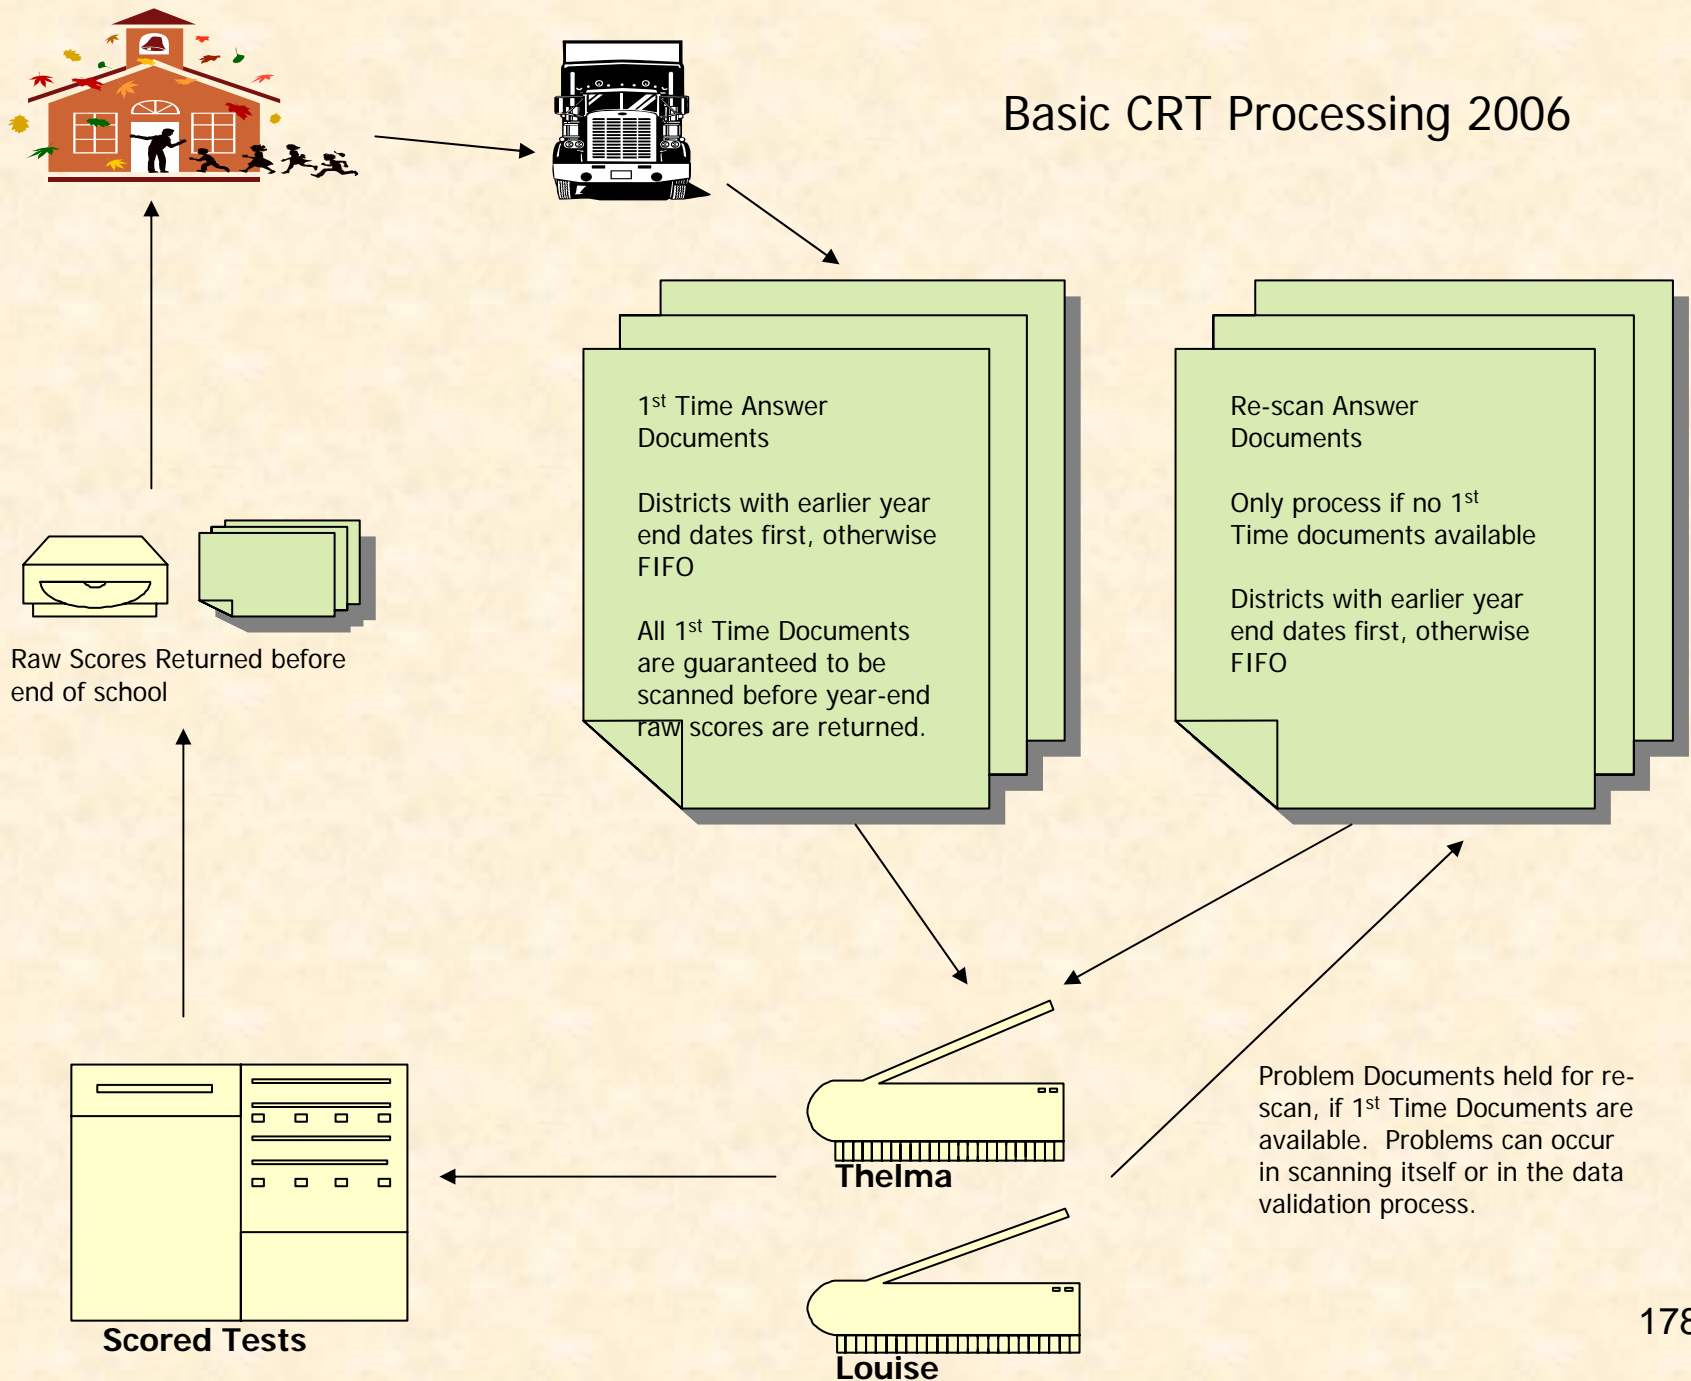 Basic CRT Processing 2006
1st Time Answer
Documents
Districts with earlier year
end dates first, otherwise
FIFO
All 1st Time Documents
are guaranteed to be
scanned before year-end
raw scores are returned.
Re-scan Answer
Documents
Only process if no 1st
Time documents available
Districts with earlier year
end dates first, otherwise
FIFO
Raw Scores Returned before
end of school
Problem Documents held for re-
scan, if 1st Time Documents are
available. Problems can occur
in scanning itself or in the data
validation process.
Thelma
Scored Tests
Louise
178